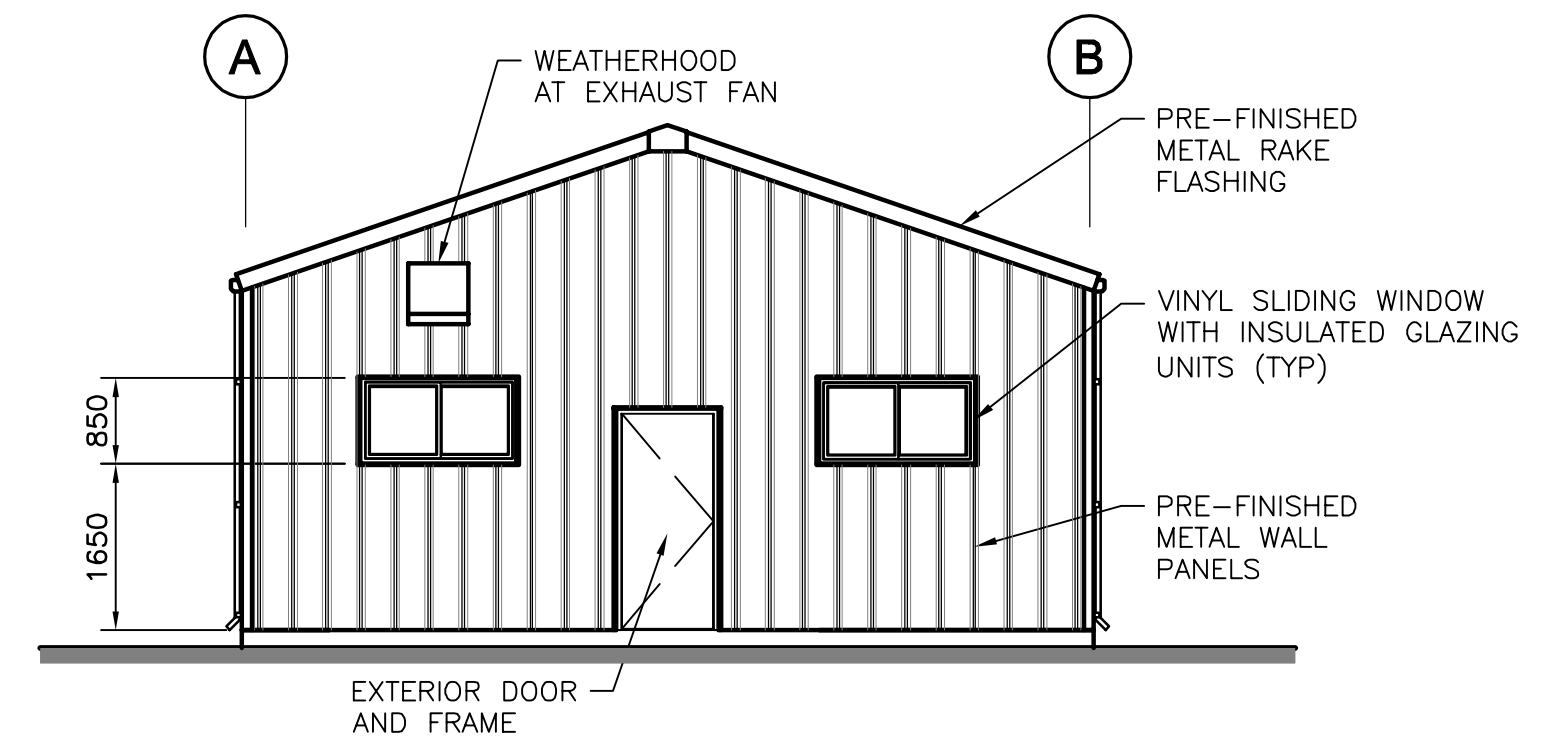 A
B
WEATHERHOOD
AT EXHAUST FAN
PRE-FINISHED
METAL RAKE
FLASHING
VINYL SLIDING WINDOW
WITH INSULATED GLAZING
UNITS (TYP)
850
1650
PRE-FINISHED
METAL WALL
PANELS
EXTERIOR DOOR
AND FRAME